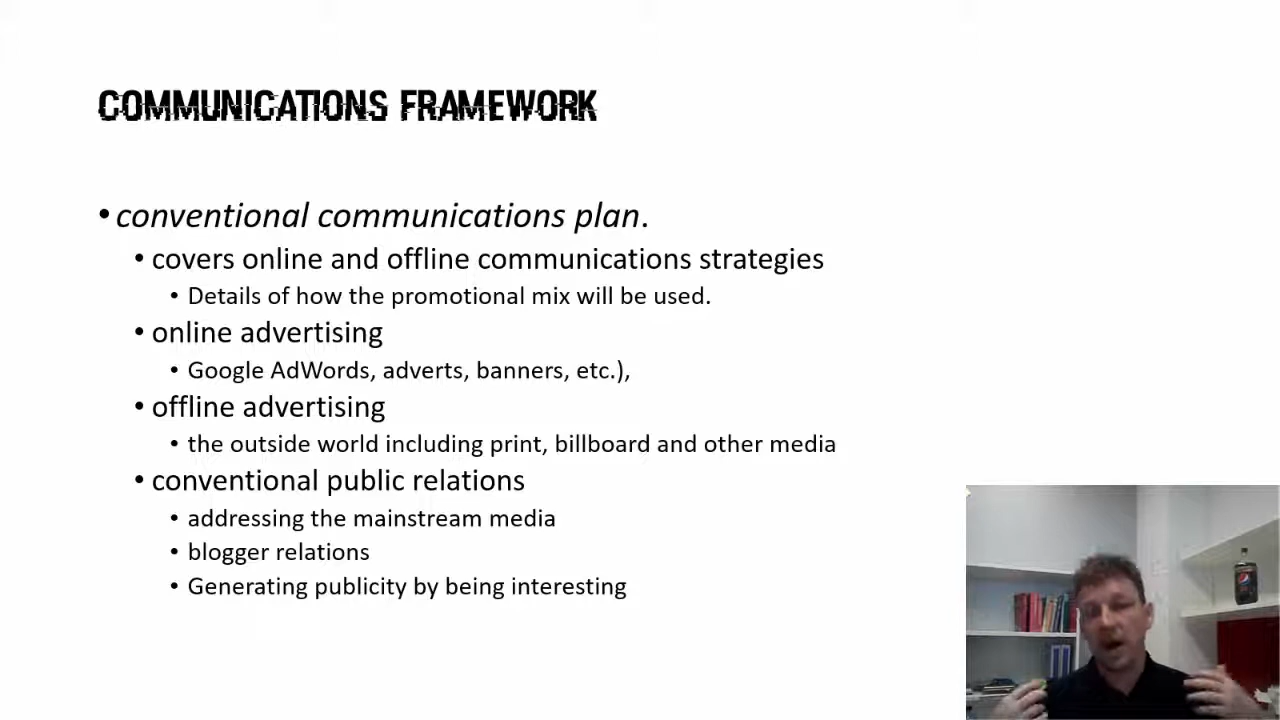 COMMUNICATIONS FRAMEWORK
• conventional communications plan.
• covers online and offline communications strategies
• Details of how the promotional mix will be used.
• online advertising
• Google AdWords, adverts, banners, etc.),
• offline advertising
• the outside world including print, billboard and other media
• conventional public relations
• addressing the mainstream media
• blogger relations
• Generating publicity by being interesting